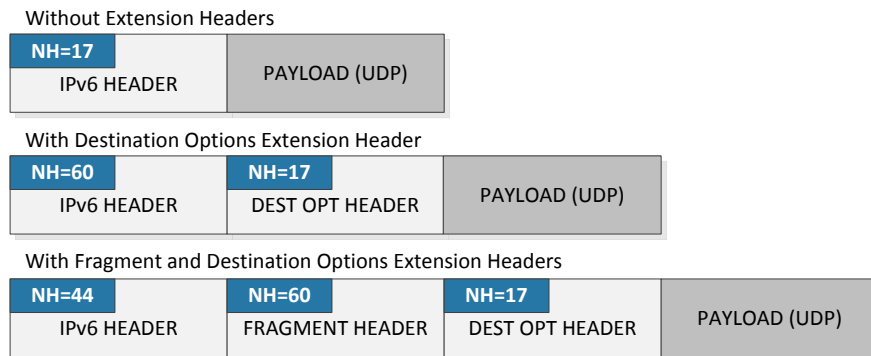 Without Extension Headers
NH=17
IPv6 HEADER
PAYLOAD (UDP)
With Destination Options Extension Header
NH=60
IPv6 HEADER
NH=17
DEST OPT HEADER
PAYLOAD (UDP)
With Fragment and Destination Options Extension Headers
NH=44
IPv6 HEADER
NH=60
FRAGMENT HEADER
NH=17
DEST OPT HEADER
PAYLOAD (UDP)